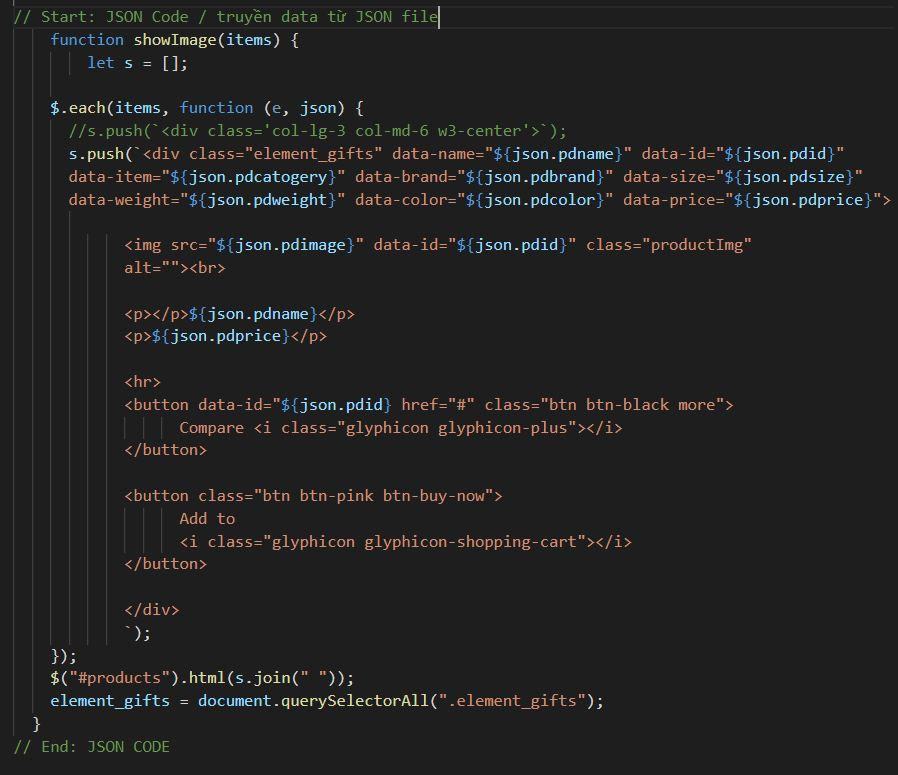 // Start: JSON Code / truyền data từ JSON file
function showImage(items) {
let s = [];
$.each(items, function (e, json) {
//s.push(`<div class='col-lg-3 col-md-6 w3-center'>`);
s.push(`<div class="element_gifts" data-name="${json.pdname}" data-id="${json.pdid}"
data-item="${json.pdcatogery}" data-brand="${json.pdbrand}" data-size="${json.pdsize}"
data-weight="${json.pdweight}" data-color="${json.pdcolor}" data-price="${json.pdprice}">
<img src="${json.pdimage}" data-id="${json.pdid}" class="productImg"
alt=""><br>
<p></p>${json.pdname}</p>
<p>${json.pdprice}</p>
<hr>
<button data-id="${json.pdid} href="#" class="btn btn-black more">
Compare <i class="glyphicon glyphicon-plus"></i>
</button>
<button class="btn btn-pink btn-buy-now">
Add to
<i class="glyphicon glyphicon-shopping-cart"></i>
</button>
</div>
`);
});
$("#products").html(s.join(" "));
element_gifts = document.querySelectorAll(".element_gifts");
}
// End: JSON CODE